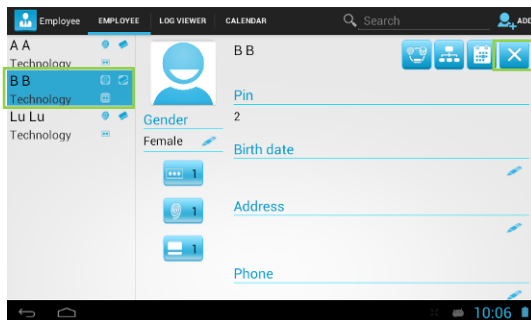 Employee EMPLOYEE LOG VIEWER CALENDAR Search ADD
A A
Technology
B B
Technology
Lu Lu
Technology
Gender
Female
1
1
1
B B
Pin
2
Birth date
Address
Phone
10:06